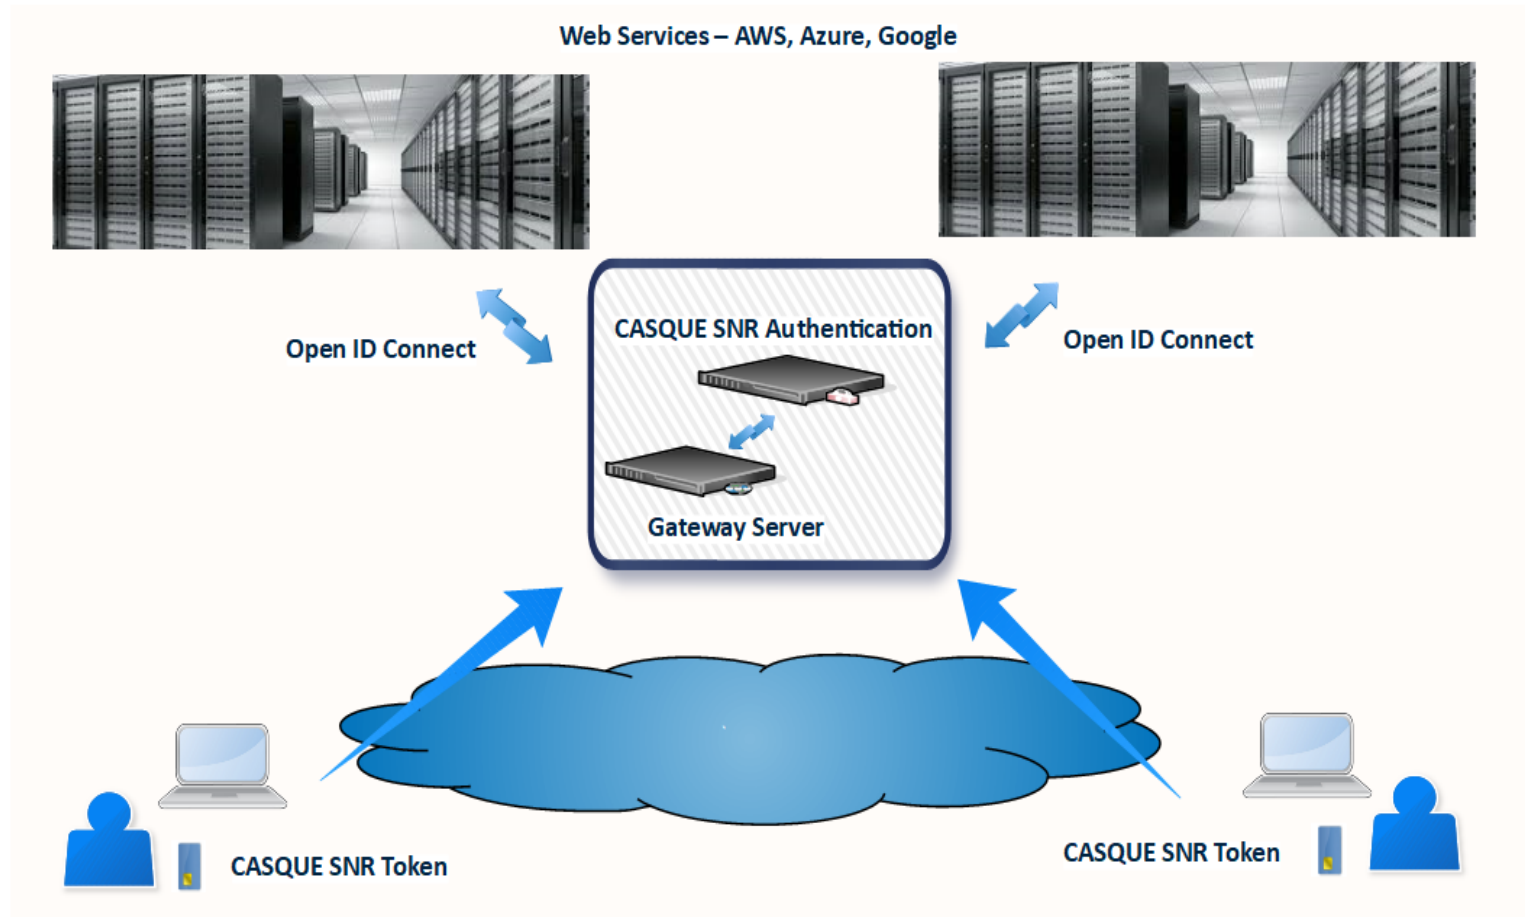 Web Services – AWS, Azure, Google
CASQUE SNR Authentication
Open ID Connect
Open ID Connect
Gateway Server
CASQUE SNR Token
CASQUE SNR Token